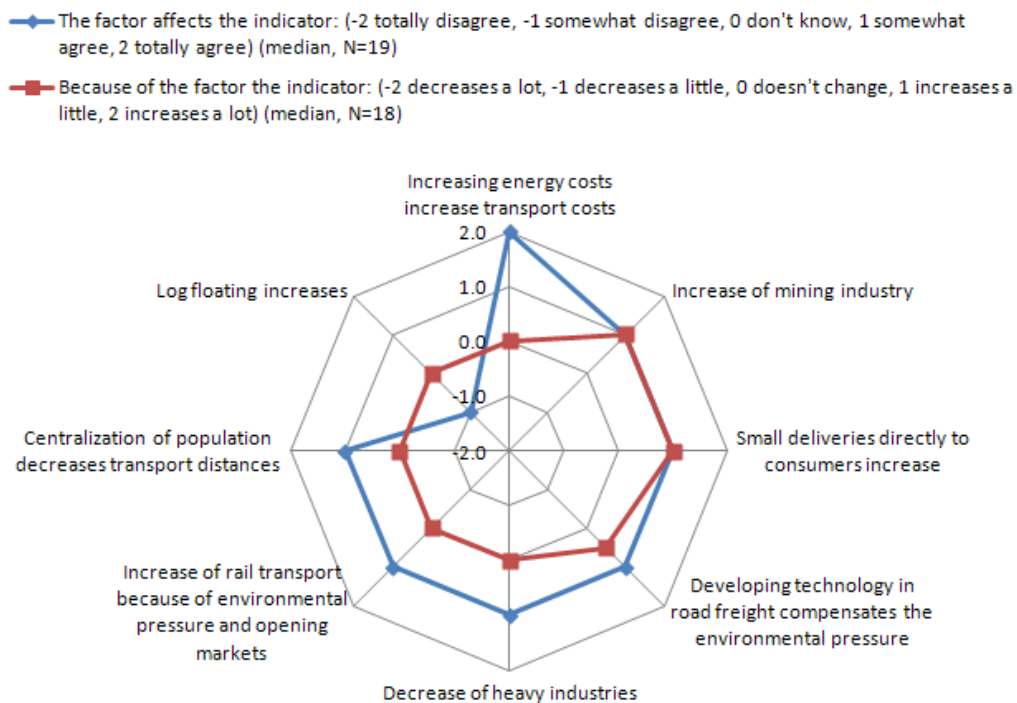 The factor affects the indicator: (-2 totally disagree, -1 somewhat disagree, 0 don't know, 1 somewhat
agree, 2 totally agree) (median, N=19)
Because of the factor the indicator: (-2 decreases a lot, -1 decreases a little, 0 doesn't change, 1 increases a
little, 2 increases a lot) (median, N=18)
Increasing energy costs
increase transport costs
2.0
1.0
0.0
-1.0
-2.0
Increase of mining industry
Small deliveries directly to
consumers increase
Developing technology in
road freight compensates the
environmental pressure
Decrease of heavy industries
Increase of rail transport
because of environmental
pressure and opening
markets
Centralization of population
decreases transport distances
Log floating increases